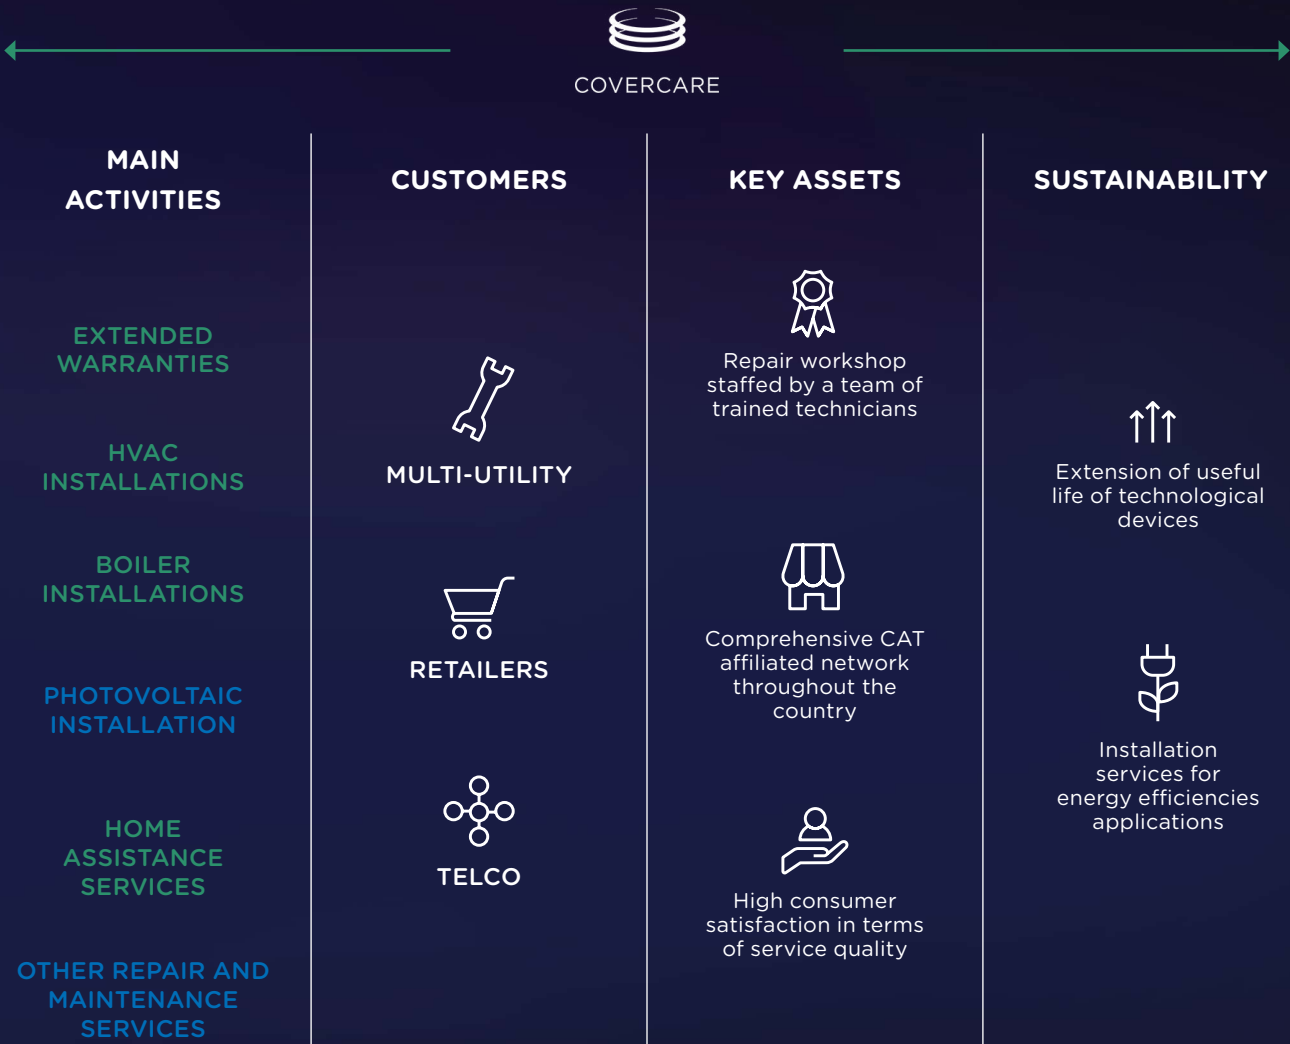 COVERCARE
MAIN
ACTIVITIES
EXTENDED
WARRANTIES
HVAC
INSTALLATIONS
BOILER
INSTALLATIONS
PHOTOVOLTAIC
INSTALLATION
HOME
ASSISTANCE
SERVICES
OTHER REPAIR AND
MAINTENANCE
SERVICES
CUSTOMERS
MULTI-UTILITY
RETAILERS
TELCO
KEY ASSETS
Repair workshop
staffed by a team of
trained technicians
Comprehensive CAT
affiliated network
throughout the
country
High consumer
satisfaction in terms
of service quality
SUSTAINABILITY
Extension of useful
life of technological
devices
Installation
services for
energy efficiencies
applications